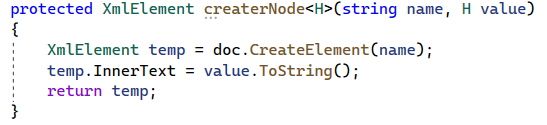 protected XmlElement createrNode<H>(string name, H value)
{
XmlElement temp = doc.CreateElement(name);
temp.InnerText = value.ToString();
return temp;
}